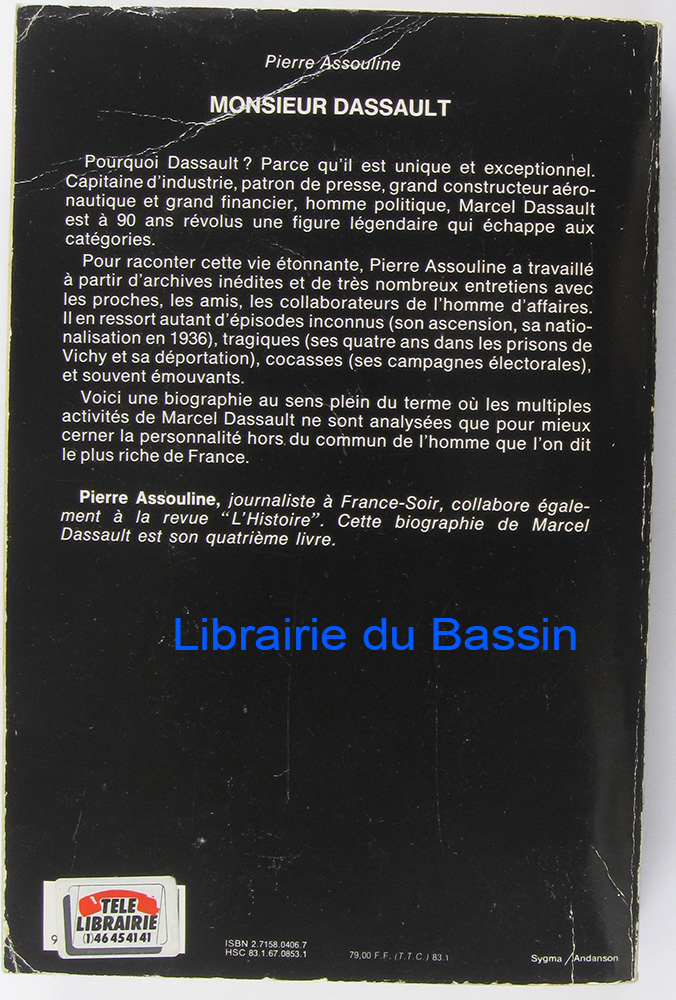 Pierre Assouline
MONSIEUR DASSAULT
Pourquoi Dassault ? Parce qu'il est unique et exceptionnel.
Capitaine d'industrie, patron de presse, grand constructeur aéro-
nautique et grand financier, homme politique, Marcel Dassault
est à 90 ans révolus une figure légendaire qui échappe aux
catégories.
Pour raconter cette vie étonnante, Pierre Assouline a travaillé
à partir d'archives inédites et de très nombreux entretiens avec
les proches, les amis, les collaborateurs de l'homme d'affaires.
Il en ressort autant d'épisodes inconnus (son ascension, sa natio-
nalisation en 1936), tragiques (ses quatre ans dans les prisons de
Vichy et sa déportation), cocasses (ses campagnes électorales),
et souvent émouvants.
Voici une biographie au sens plein du terme où les multiples
activités de Marcel Dassault ne sont analysées que pour mieux
cerner la personnalité hors du commun de l'homme que l'on dit
le plus riche de France.
Pierre Assouline, journaliste à France-Soir, collabore égale-
ment à la revue "L'Histoire". Cette biographie de Marcel
Dassault est son quatrième livre.
Librairie du Bassin
TELE
LIBRAIRIE
(1)46 45 41 41
9
ISBN 2.7158.0406.7
HSC 83.1.67.0853.1
79,00 F.F. (T.T.C.) 83.1
Sygma / Andanson